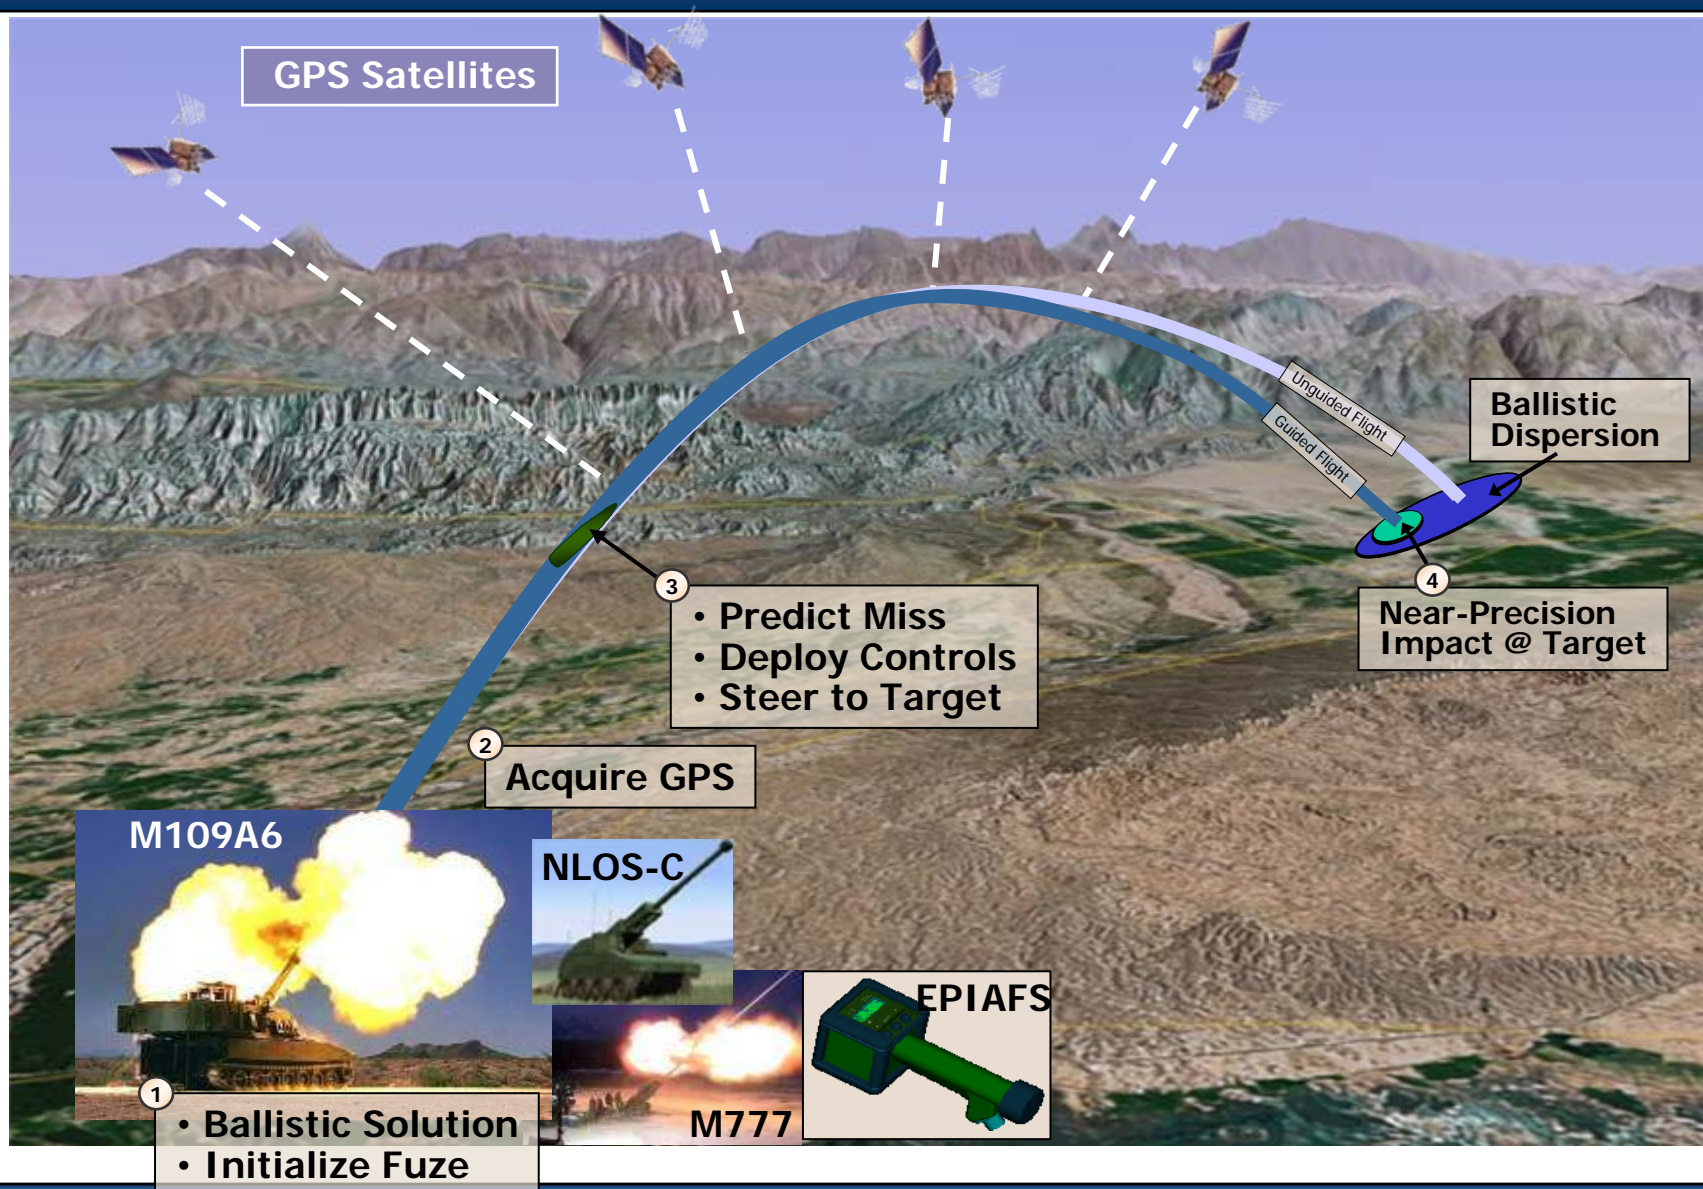 GPS Satellites
Unguided Flight
Guided Flight
Ballistic
Dispersion
4
Near-Precision
Impact @ Target
3
• Predict Miss
• Deploy Controls
• Steer to Target
2
Acquire GPS
M109A6
NLOS-C
EPIAFS
M777
1
• Ballistic Solution
• Initialize Fuze